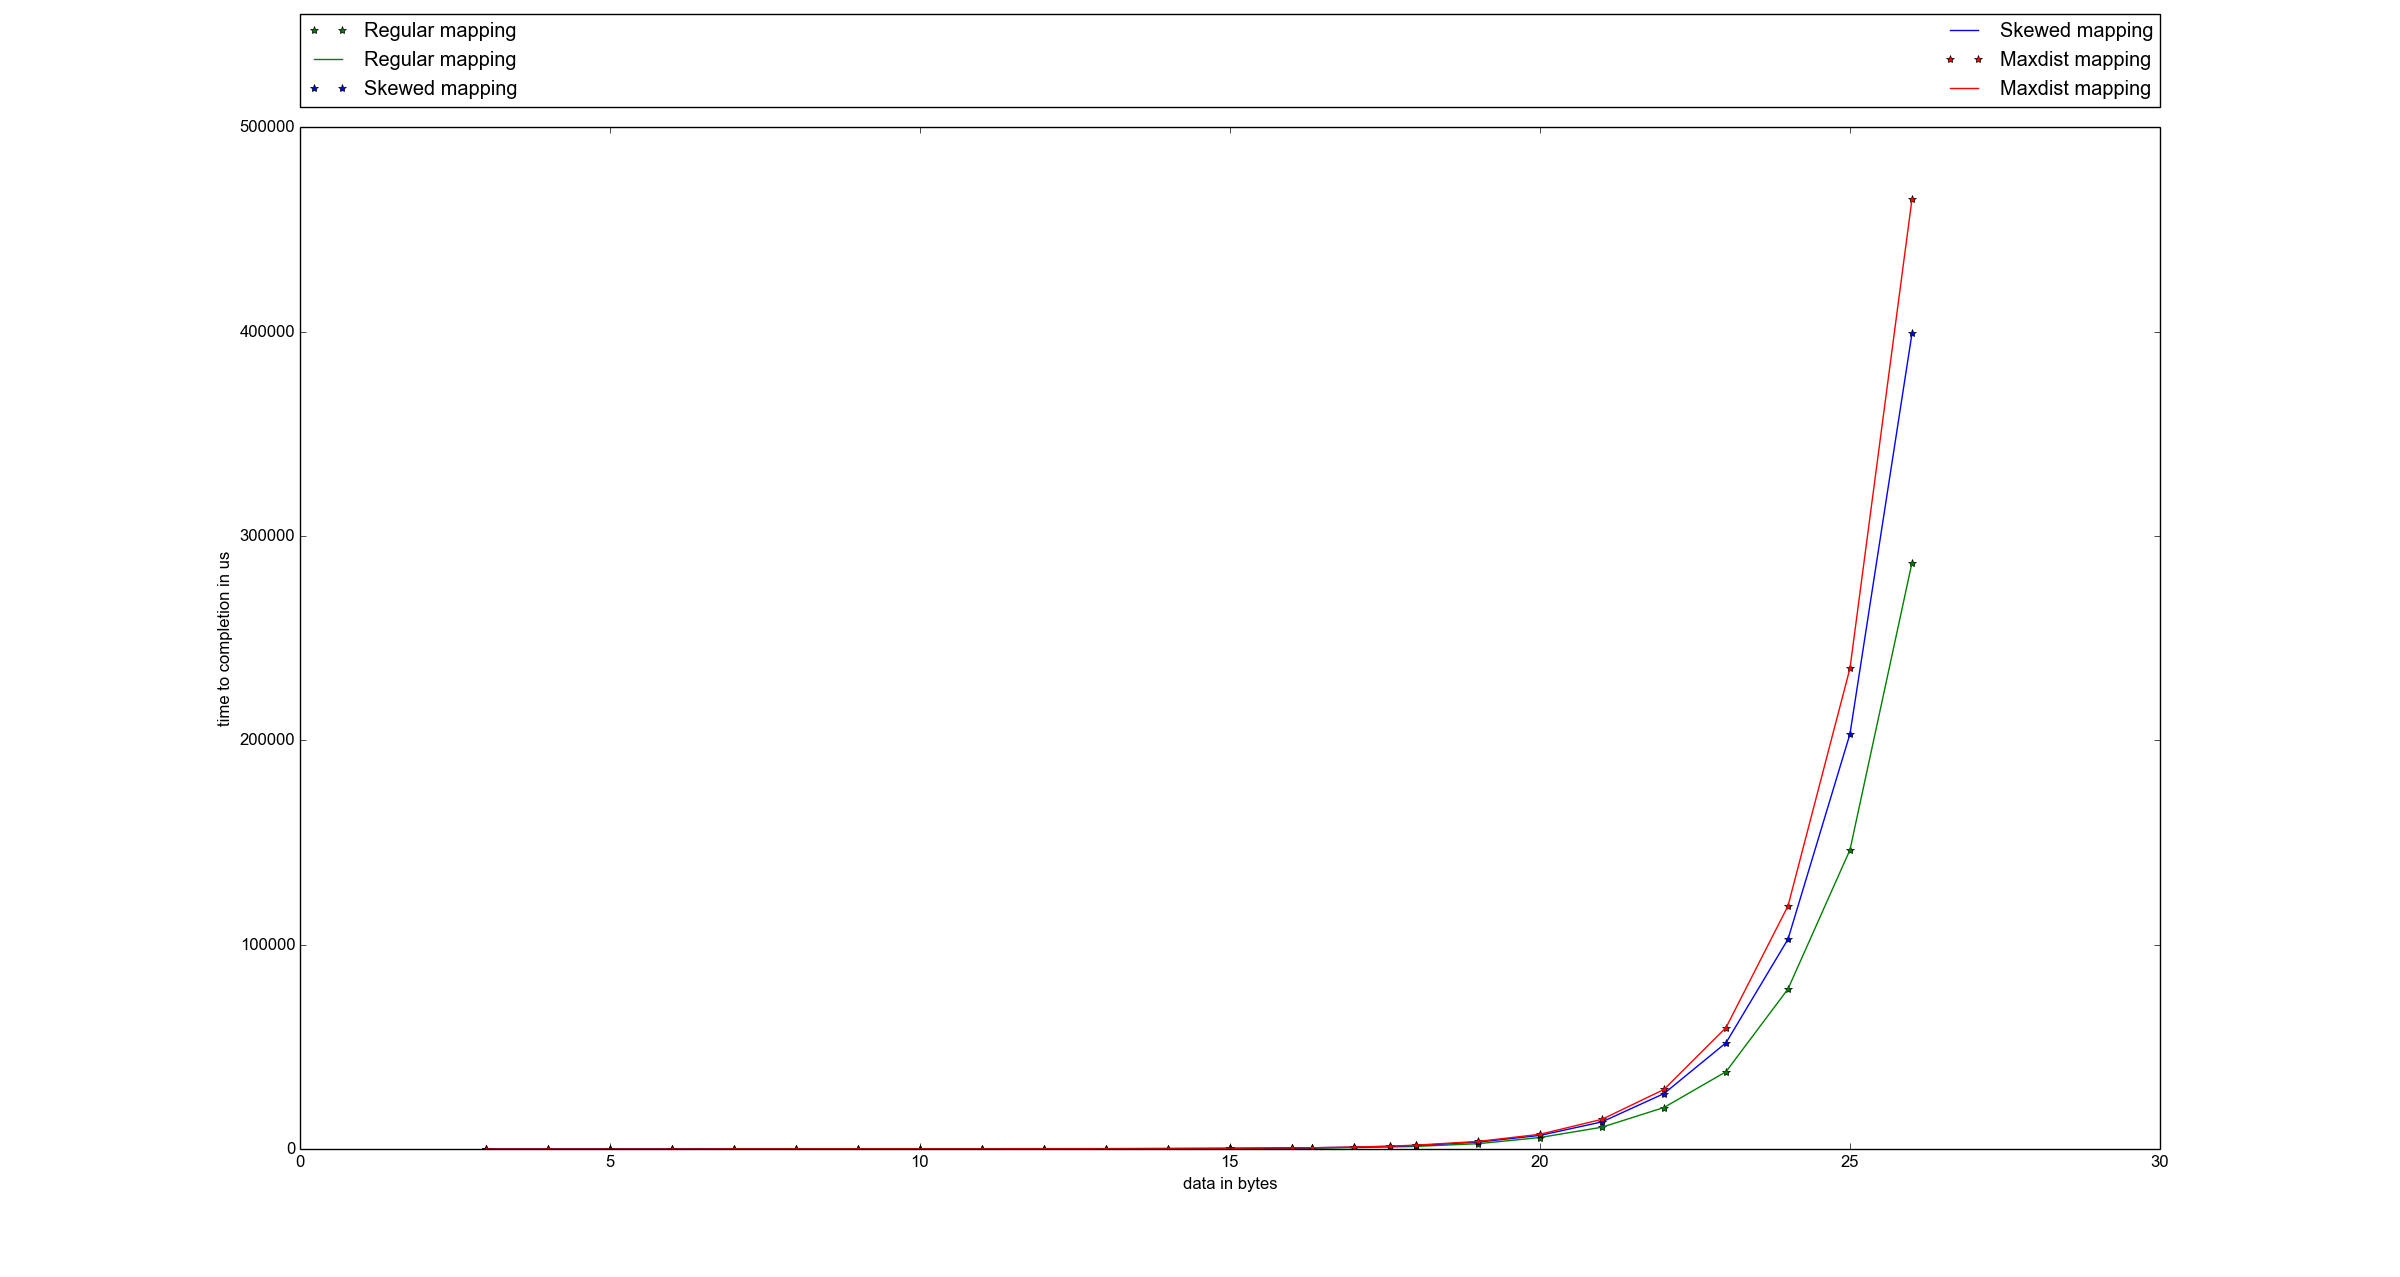 Regular mapping
Regular mapping
Skewed mapping
Skewed mapping
Maxdist mapping
Maxdist mapping
500000
400000
300000
200000
100000
0
time to completion in us
0 5 10 15 20 25 30
data in bytes